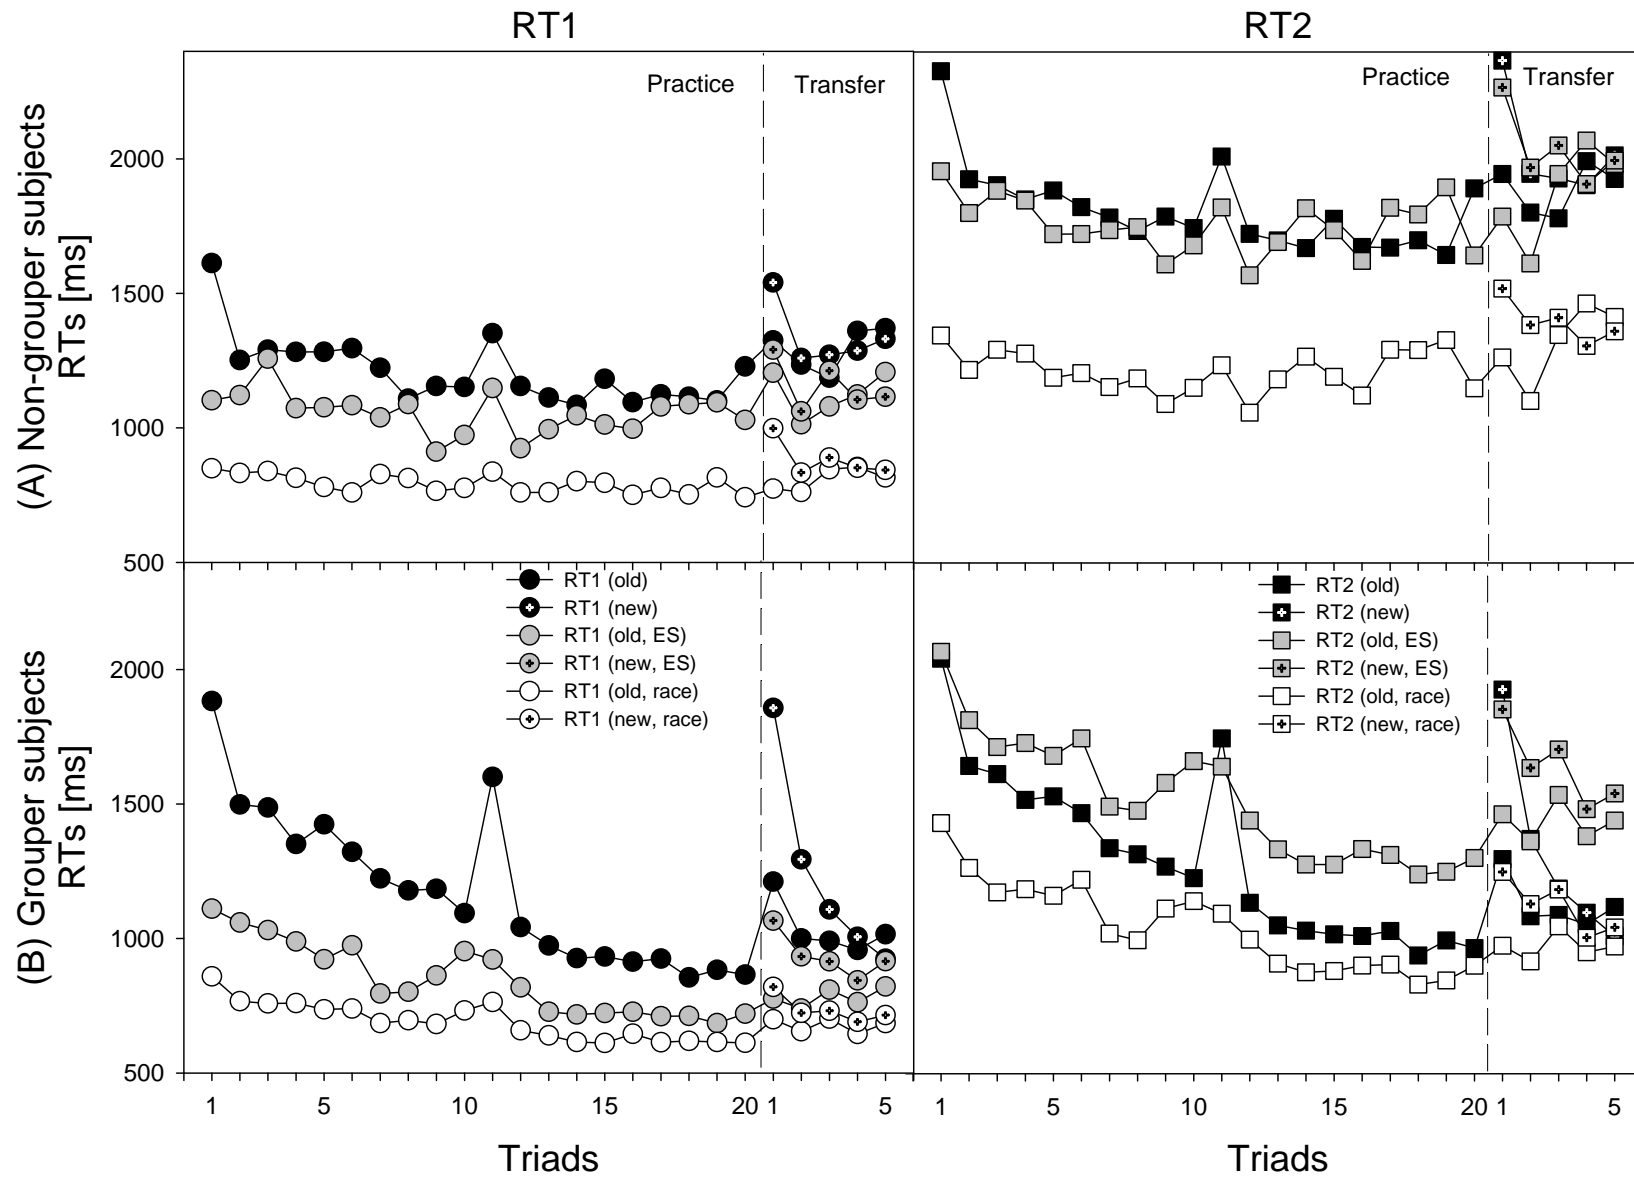 RT1
RT2
(A) Non-grouper subjects
RTs [ms]
Practice
Transfer
Practice
Transfer
2000
1500
1000
500
(B) Grouper subjects
RTs [ms]
RT1 (old)
RT1 (new)
RT1 (old, ES)
RT1 (new, ES)
RT1 (old, race)
RT1 (new, race)
RT2 (old)
RT2 (new)
RT2 (old, ES)
RT2 (new, ES)
RT2 (old, race)
RT2 (new, race)
2000
1500
1000
500
1 5 10 15 20 1 5
1 5 10 15 20 1 5
Triads
Triads